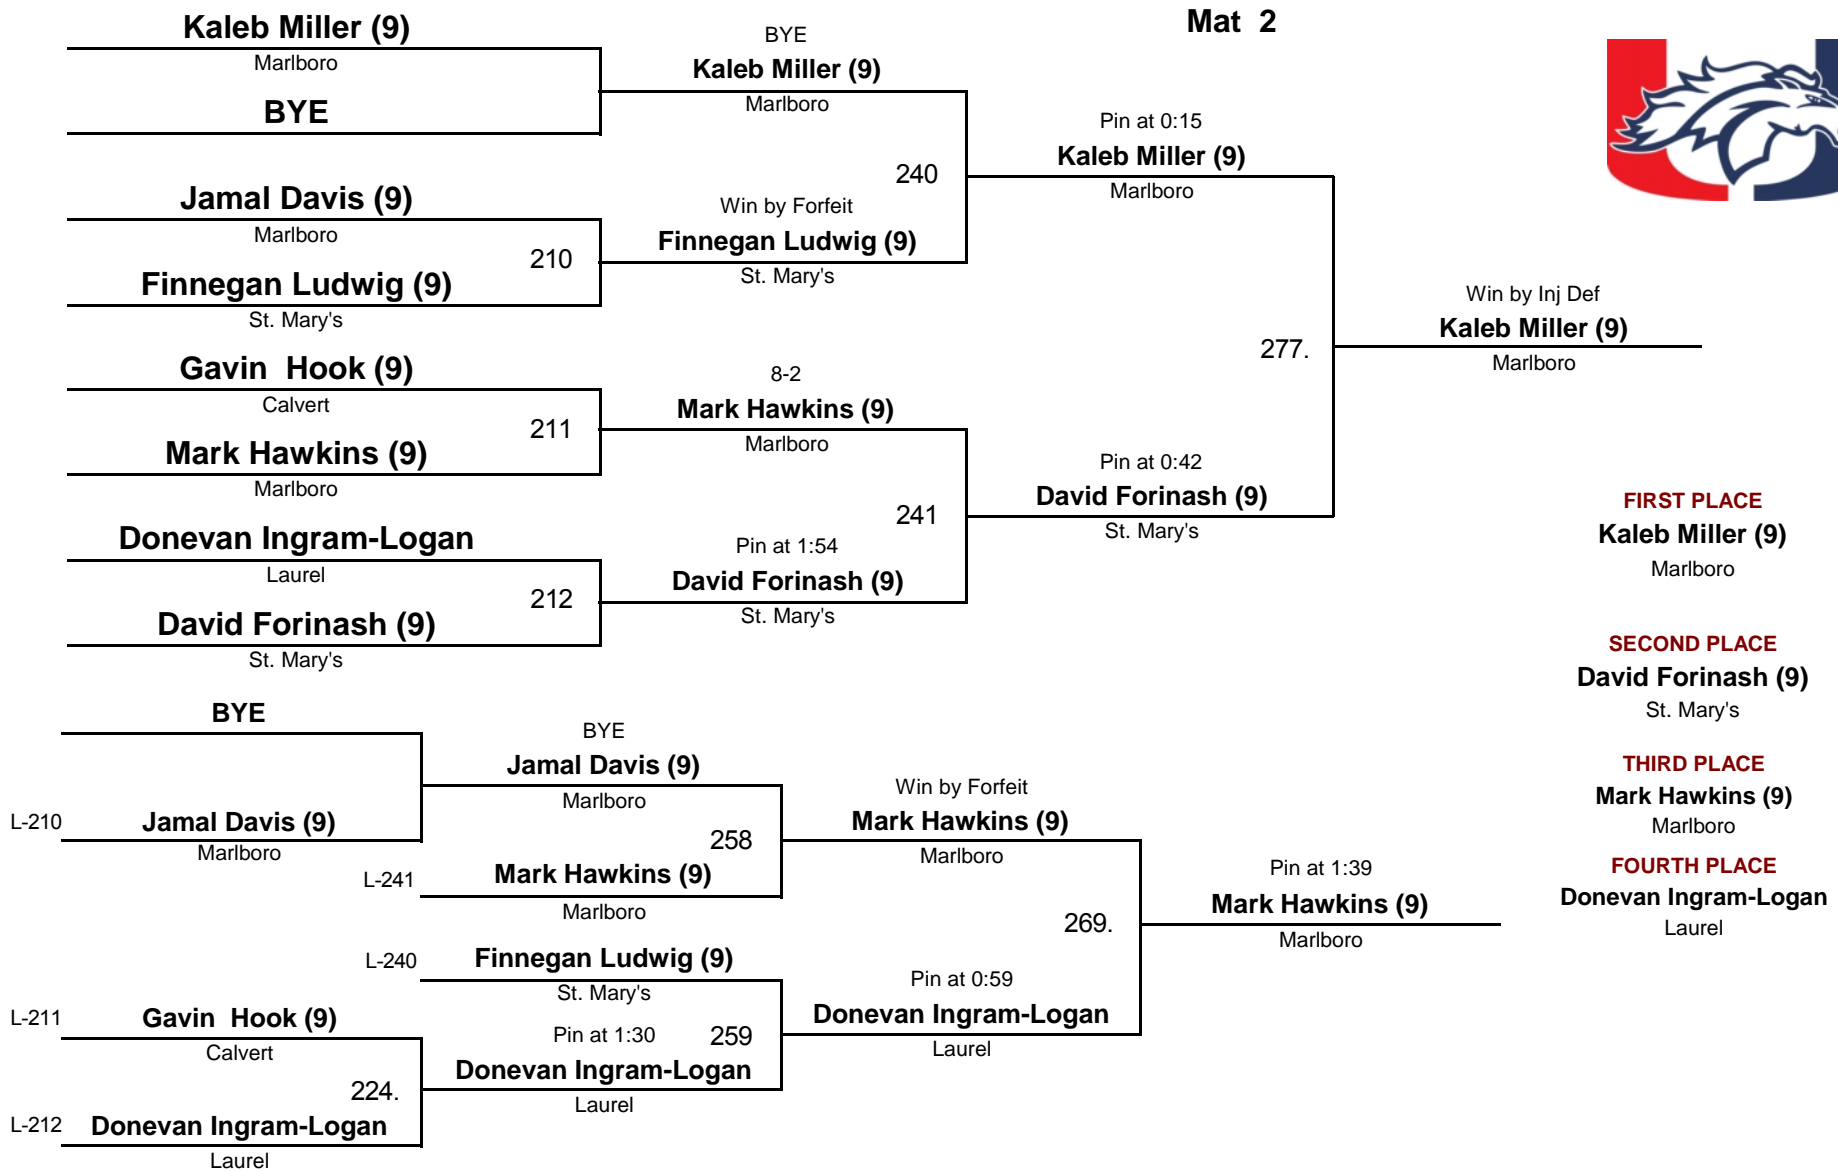 Mat 2
Kaleb Miller (9)
Marlboro
BYE
Jamal Davis (9)
Marlboro
Finnegan Ludwig (9)
St. Mary's
210
Gavin Hook (9)
Calvert
Mark Hawkins (9)
Marlboro
211
Donevan Ingram-Logan
Laurel
David Forinash (9)
St. Mary's
212
BYE
Kaleb Miller (9)
Marlboro
Win by Forfeit
Finnegan Ludwig (9)
St. Mary's
240
8-2
Mark Hawkins (9)
Marlboro
Pin at 1:54
David Forinash (9)
St. Mary's
241
Pin at 0:15
Kaleb Miller (9)
Marlboro
Pin at 0:42
David Forinash (9)
St. Mary's
277.
Win by Inj Def
Kaleb Miller (9)
Marlboro
FIRST PLACE
Kaleb Miller (9)
Marlboro
SECOND PLACE
David Forinash (9)
St. Mary's
THIRD PLACE
Mark Hawkins (9)
Marlboro
FOURTH PLACE
Donevan Ingram-Logan
Laurel
BYE
L-210
Jamal Davis (9)
Marlboro
L-211
Gavin Hook (9)
Calvert
L-212
Donevan Ingram-Logan
Laurel
224.
BYE
Jamal Davis (9)
Marlboro
L-241
Mark Hawkins (9)
Marlboro
258
L-240
Finnegan Ludwig (9)
St. Mary's
Pin at 1:30
Donevan Ingram-Logan
Laurel
259
Win by Forfeit
Mark Hawkins (9)
Marlboro
Pin at 0:59
Donevan Ingram-Logan
Laurel
269.
Pin at 1:39
Mark Hawkins (9)
Marlboro